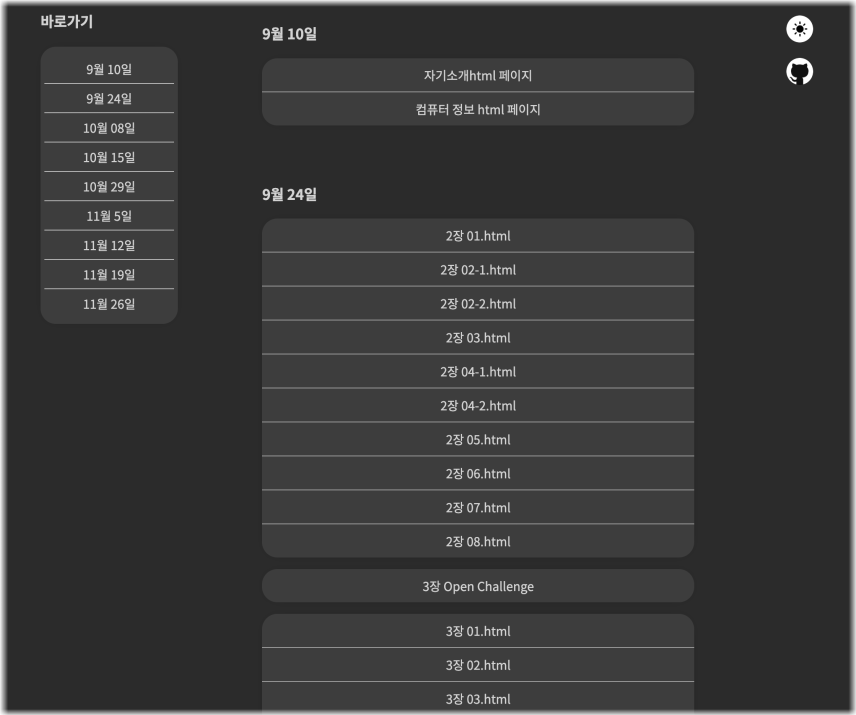 바로가기
9월 10일
9월 24일
10월 08일
10월 15일
10월 29일
11월 5일
11월 12일
11월 19일
11월 26일
9월 10일
자기소개html 페이지
컴퓨터 정보 html 페이지
9월 24일
2장 01.html
2장 02-1.html
2장 02-2.html
2장 03.html
2장 04-1.html
2장 04-2.html
2장 05.html
2장 06.html
2장 07.html
2장 08.html
3장 Open Challenge
3장 01.html
3장 02.html
3장 03.html